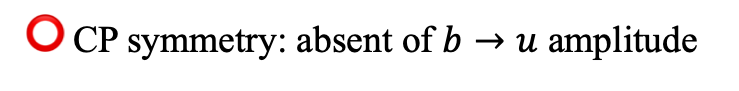 CP symmetry: absent of b → u amplitude